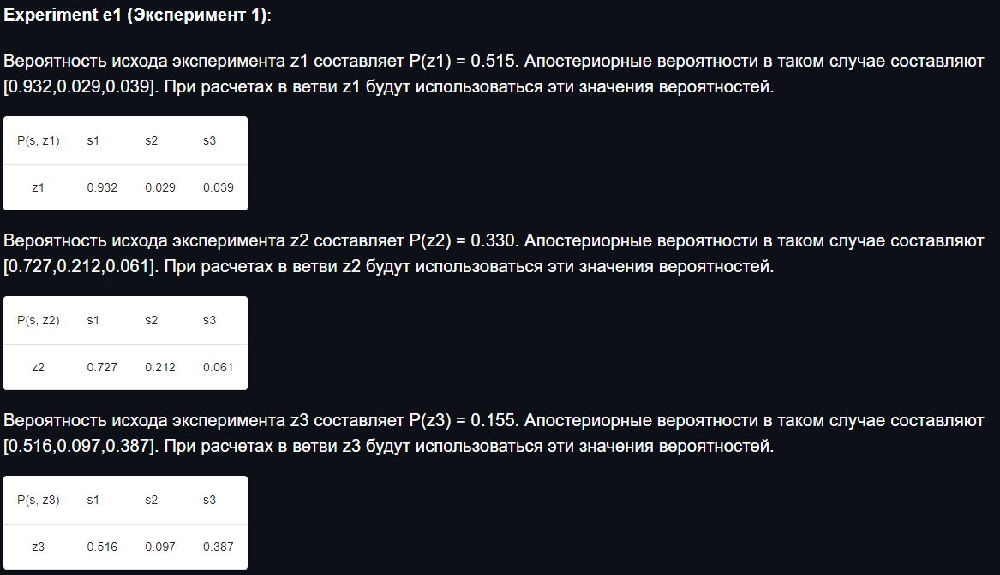 Experiment e1 (Эксперимент 1):
Вероятность исхода эксперимента z1 составляет P(z1) = 0.515. Апостериорные вероятности в таком случае составляют
[0.932,0.029,0.039]. При расчетах в ветви z1 будут использоваться эти значения вероятностей.
P(s, z1) s1 s2 s3
z1 0.932 0.029 0.039
Вероятность исхода эксперимента z2 составляет P(z2) = 0.330. Апостериорные вероятности в таком случае составляют
[0.727,0.212,0.061]. При расчетах в ветви z2 будут использоваться эти значения вероятностей.
P(s, z2) s1 s2 s3
z2 0.727 0.212 0.061
Вероятность исхода эксперимента z3 составляет P(z3) = 0.155. Апостериорные вероятности в таком случае составляют
[0.516,0.097,0.387]. При расчетах в ветви z3 будут использоваться эти значения вероятностей.
P(s, z3) s1 s2 s3
z3 0.516 0.097 0.387